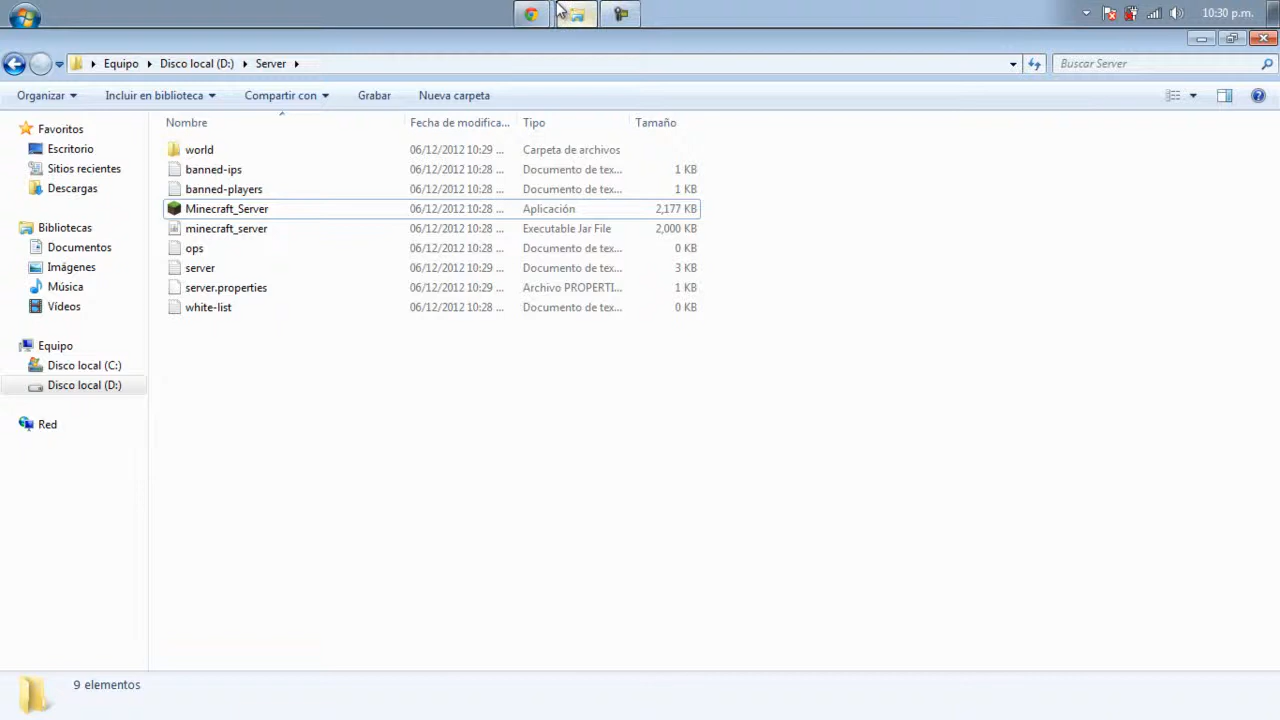 10:30 p.m.
Equipo Disco local (D:) Server
Buscar Server
Organizar Incluir en biblioteca Compartir con Grabar Nueva carpeta
Nombre Fecha de modifica... Tipo Tamaño
Favoritos
Escritorio
Sitios recientes
Descargas
Bibliotecas
Documentos
Imágenes
Música
Vídeos
Equipo
Disco local (C:)
Disco local (D:)
Red
world 06/12/2012 10:29 ... Carpeta de archivos
banned-ips 06/12/2012 10:28 ... Documento de tex... 1 KB
banned-players 06/12/2012 10:28 ... Documento de tex... 1 KB
Minecraft_Server 06/12/2012 10:28 ... Aplicación 2,177 KB
minecraft_server 06/12/2012 10:28 ... Executable Jar File 2,000 KB
ops 06/12/2012 10:28 ... Documento de tex... 0 KB
server 06/12/2012 10:29 ... Documento de tex... 3 KB
server.properties 06/12/2012 10:29 ... Archivo PROPERTI... 1 KB
white-list 06/12/2012 10:28 ... Documento de tex... 0 KB
9 elementos